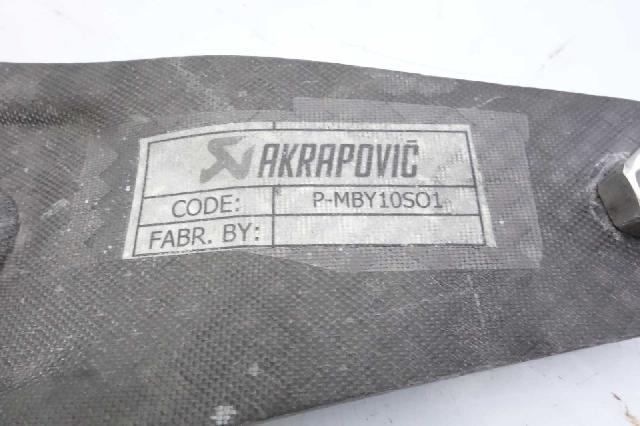 AKRAPOVIČ
CODE: P-MBY10SO1
FABR. BY: